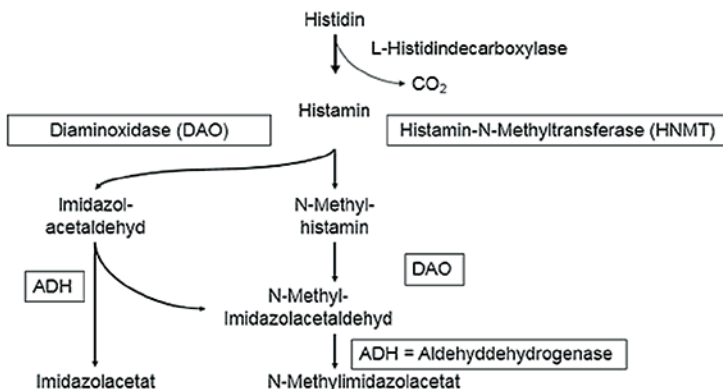 Histidin
L-Histidindecarboxylase
CO₂
Histamin
Diaminoxidase (DAO)
Histamin-N-Methyltransferase (HNMT)
Imidazol-
acetaldehyd
N-Methyl-
histamin
DAO
ADH
N-Methyl-
Imidazolacetaldehyd
ADH = Aldehyddehydrogenase
Imidazolacetat
N-Methylimidazolacetat